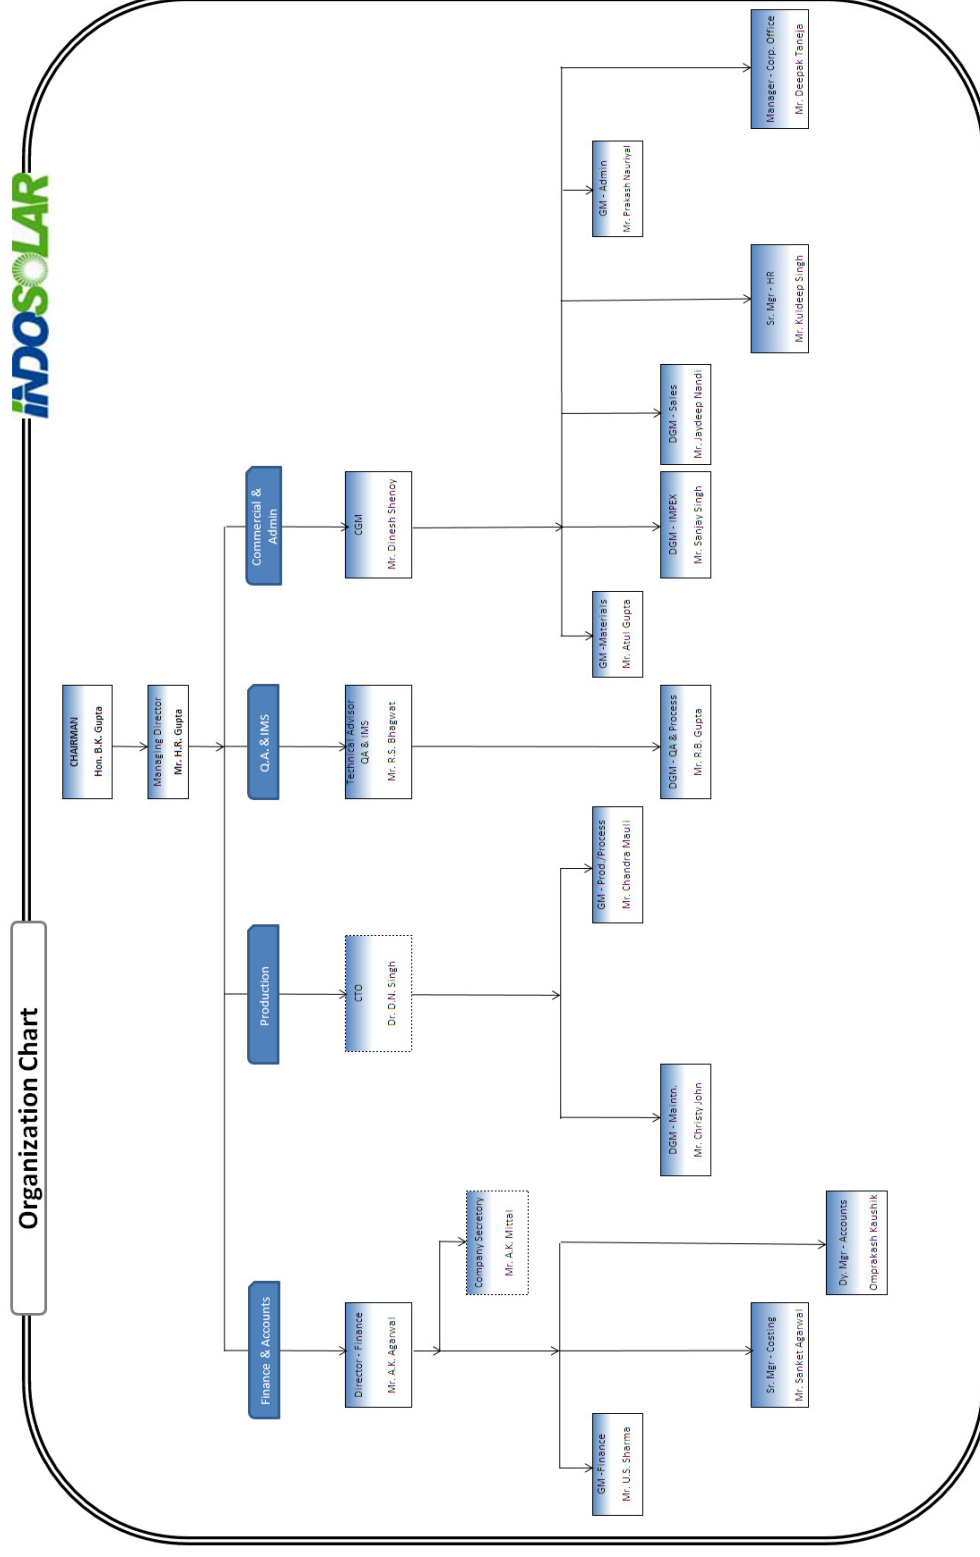 Organization Chart
INDOSOLAR
CHAIRMAN
Hon. B.K. Gupta
Managing Director
Mr. H.R. Gupta
Finance & Accounts
Production
Q.A. & IMS
Commercial &
Admin
Director - Finance
Mr. A.K. Agarwal
CTO
Dr. D.N. Singh
Technical Advisor
QA & IMS
Mr. R.S. Bhagwat
CGM
Mr. Dinesh Shenoy
Company Secretory
Mr. A.K. Mittal
GM -Finance
Mr. U.S. Sharma
GM - Prod./Process
Mr. Chandra Mauli
GM -Materials
Mr. Atul Gupta
GM - Admin
Mr. Prakash Nauriyal
DGM - Maintn.
Mr. Christy John
DGM - QA & Process
Mr. R.B. Gupta
DGM - IMPEX
Mr. Sanjay Singh
DGM - Sales
Mr. Jaydeep Nandi
Sr. Mgr - Costing
Mr. Sanket Agarwal
Sr. Mgr - HR
Mr. Kuldeep Singh
Manager - Corp. Office
Mr. Deepak Taneja
Dy. Mgr - Accounts
Omprakash Kaushik